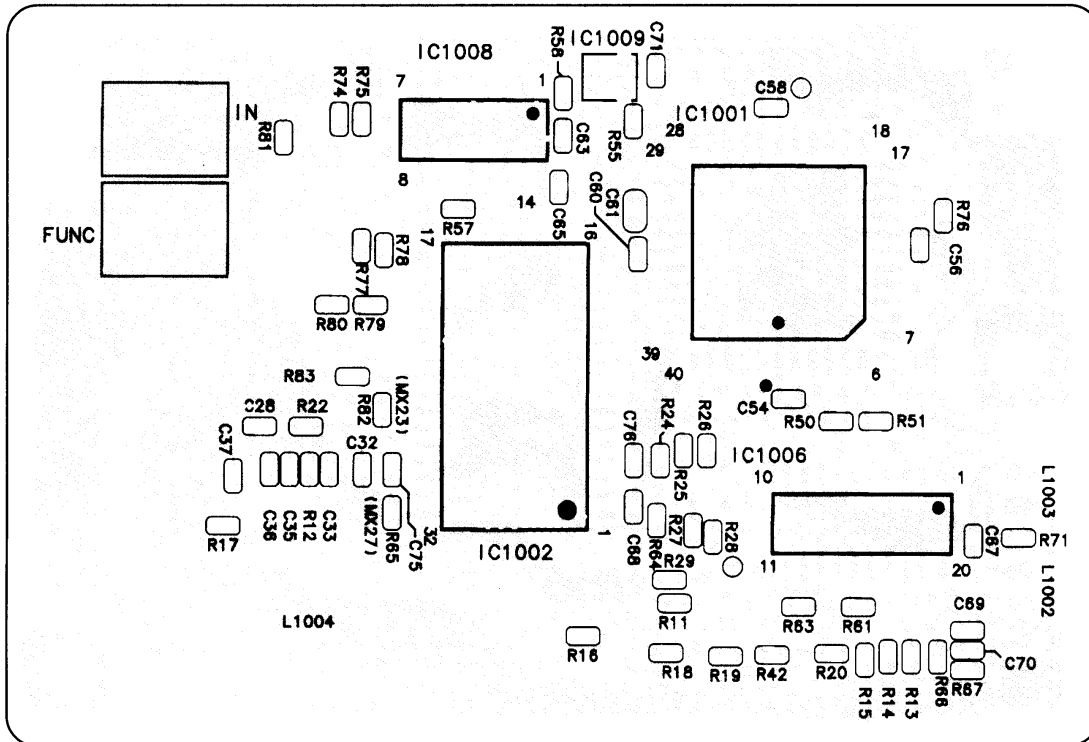 IC1008
R58
IC1009
C71
R74
R75
7
1
C58
IN
R81
C63
R55
28
IC1001
29
18
17
8
14
C65
C60
C61
R76
FUNC
R57
17
16
C56
R78
R77
R80
R79
7
39
40
6
R83
R82
(MX23)
C28
R22
C54
R50
R51
C37
C32
C76
R24
R26
IC1006
10
1
L1003
R25
C36
C35
R12
C33
(MX27)
R65
C75
32
R17
IC1002
1
C68
R64
R27
R28
R29
11
20
C67
R71
L1002
L1004
R11
R63
R61
C69
R16
R18
R19
R42
R20
R15
R14
R13
R66
R67
C70